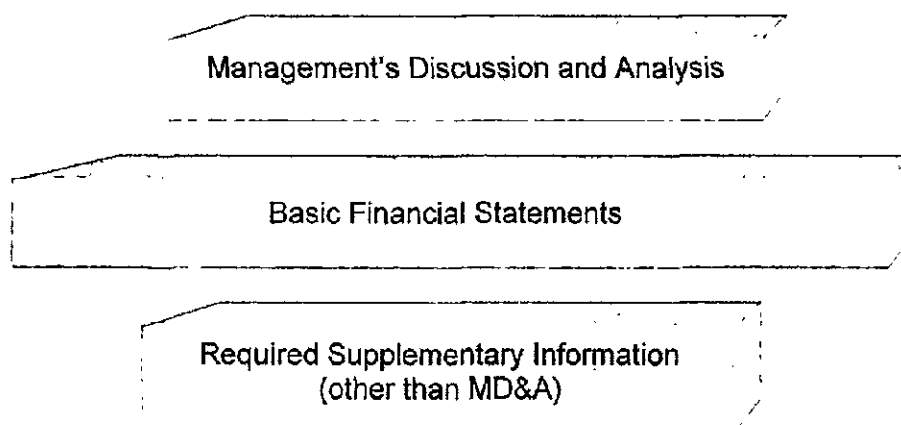 Management's Discussion and Analysis
Basic Financial Statements
Required Supplementary Information
(other than MD&A)